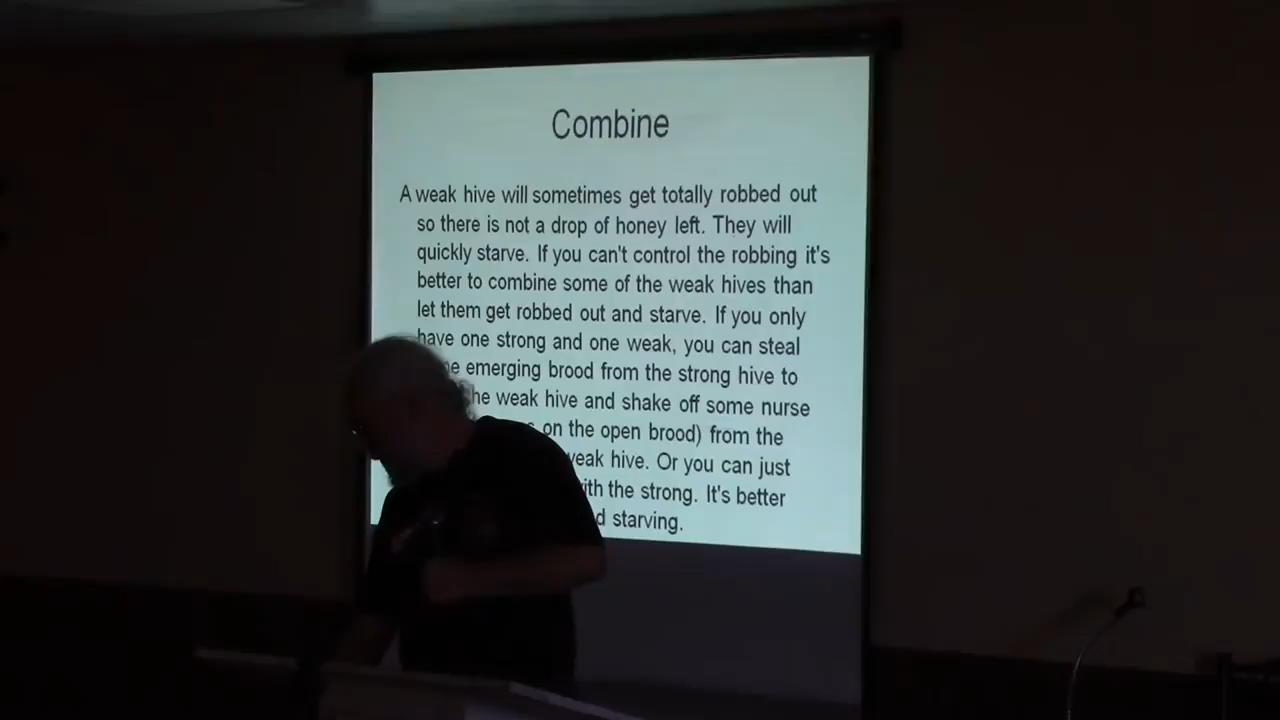 Combine
A weak hive will sometimes get totally robbed out
so there is not a drop of honey left. They will
quickly starve. If you can't control the robbing it's
better to combine some of the weak hives than
let them get robbed out and starve. If you only
have one strong and one weak, you can steal
emerging brood from the strong hive to
the weak hive and shake off some nurse
on the open brood) from the
weak hive. Or you can just
with the strong. It's better
starving.